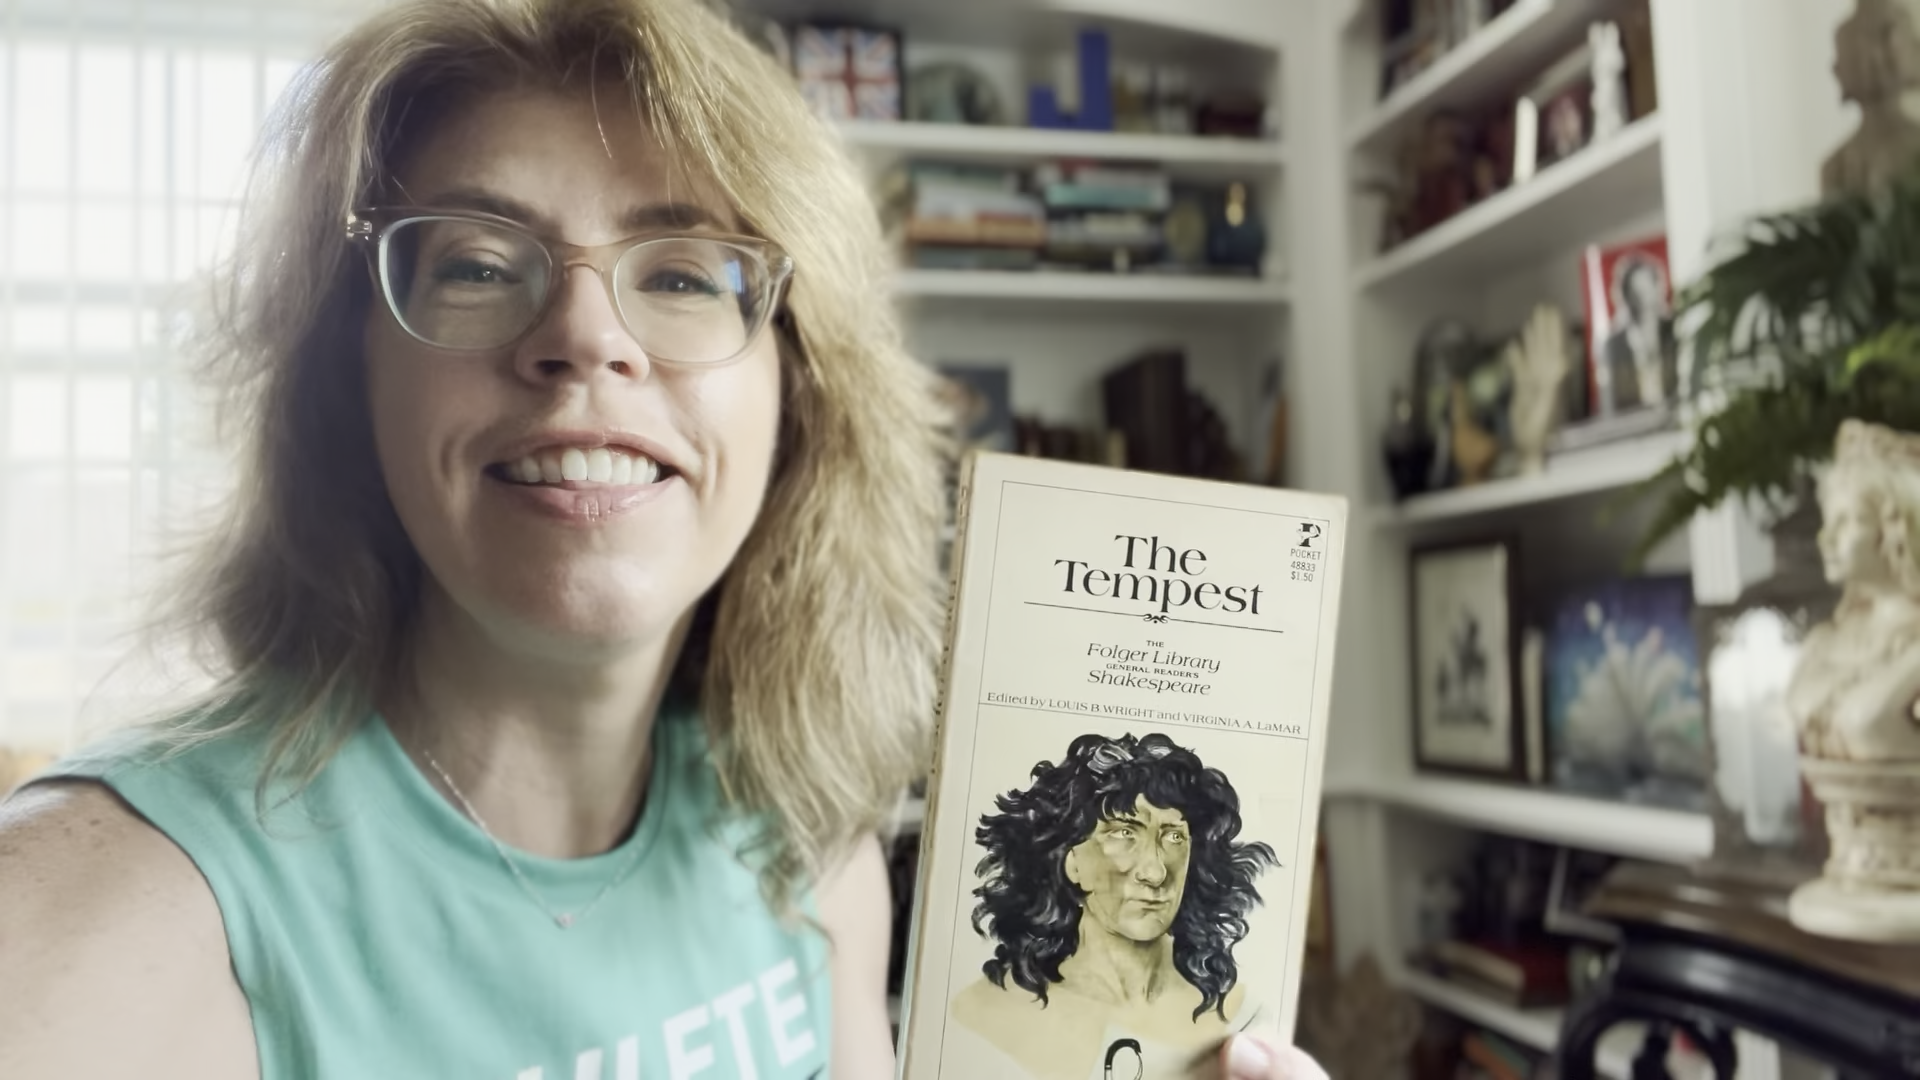 The
Tempest
P
POCKET
48833
$1.50
THE
Folger Library
GENERAL READER'S
Shakespeare
Edited by LOUIS B. WRIGHT and VIRGINIA A. LaMAR
J